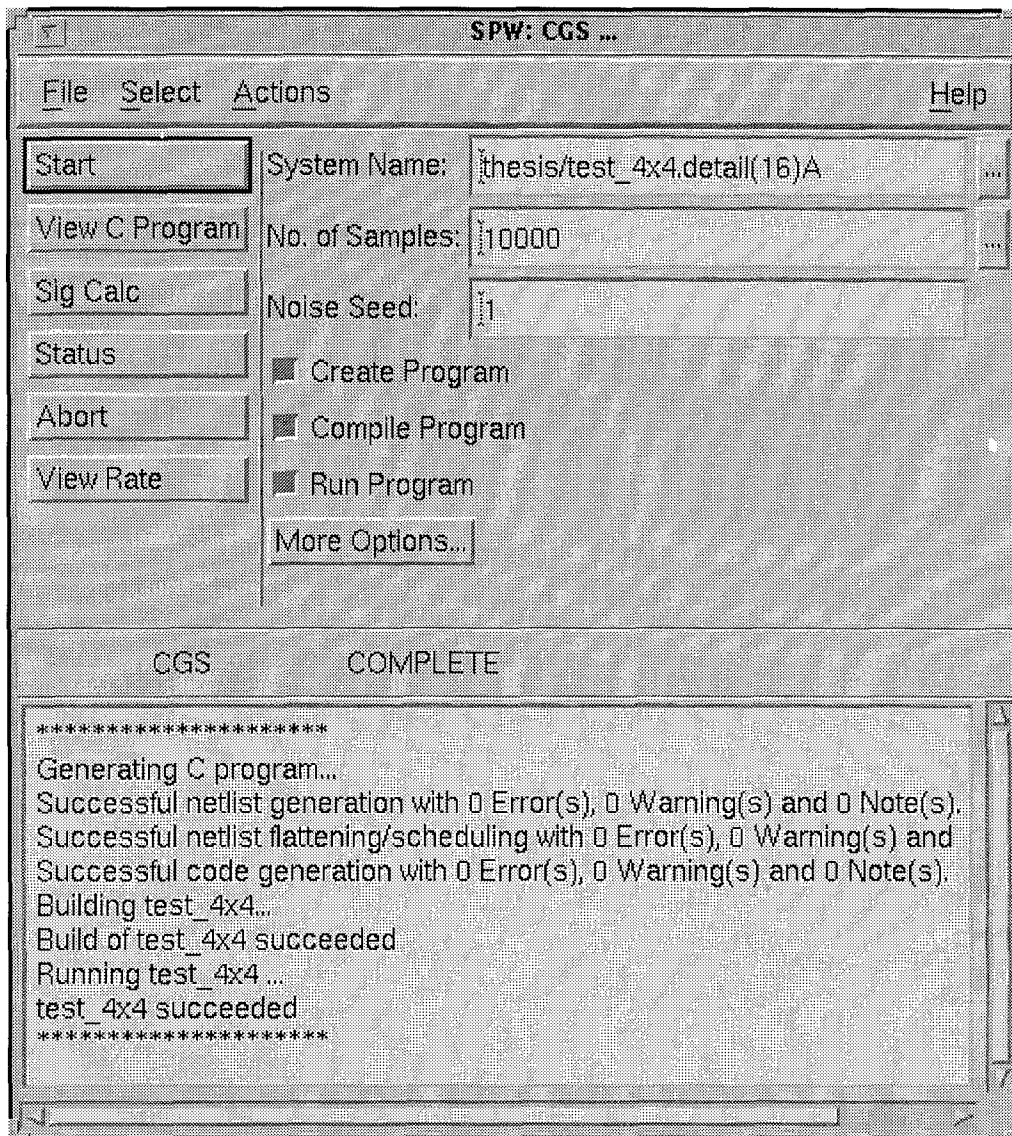 SPW: CGS ...
File Select Actions Help
Start
View C Program
Sig Calc
Status
Abort
View Rate
System Name: thesis/test_4x4.detail(16)A ...
No. of Samples: 10000 ...
Noise Seed: 1
Create Program
Compile Program
Run Program
More Options...
CGS COMPLETE
*********************
Generating C program...
Successful netlist generation with 0 Error(s), 0 Warning(s) and 0 Note(s).
Successful netlist flattening/scheduling with 0 Error(s), 0 Warning(s) and
Successful code generation with 0 Error(s), 0 Warning(s) and 0 Note(s).
Building test_4x4...
Build of test_4x4 succeeded
Running test_4x4 ...
test_4x4 succeeded
*********************